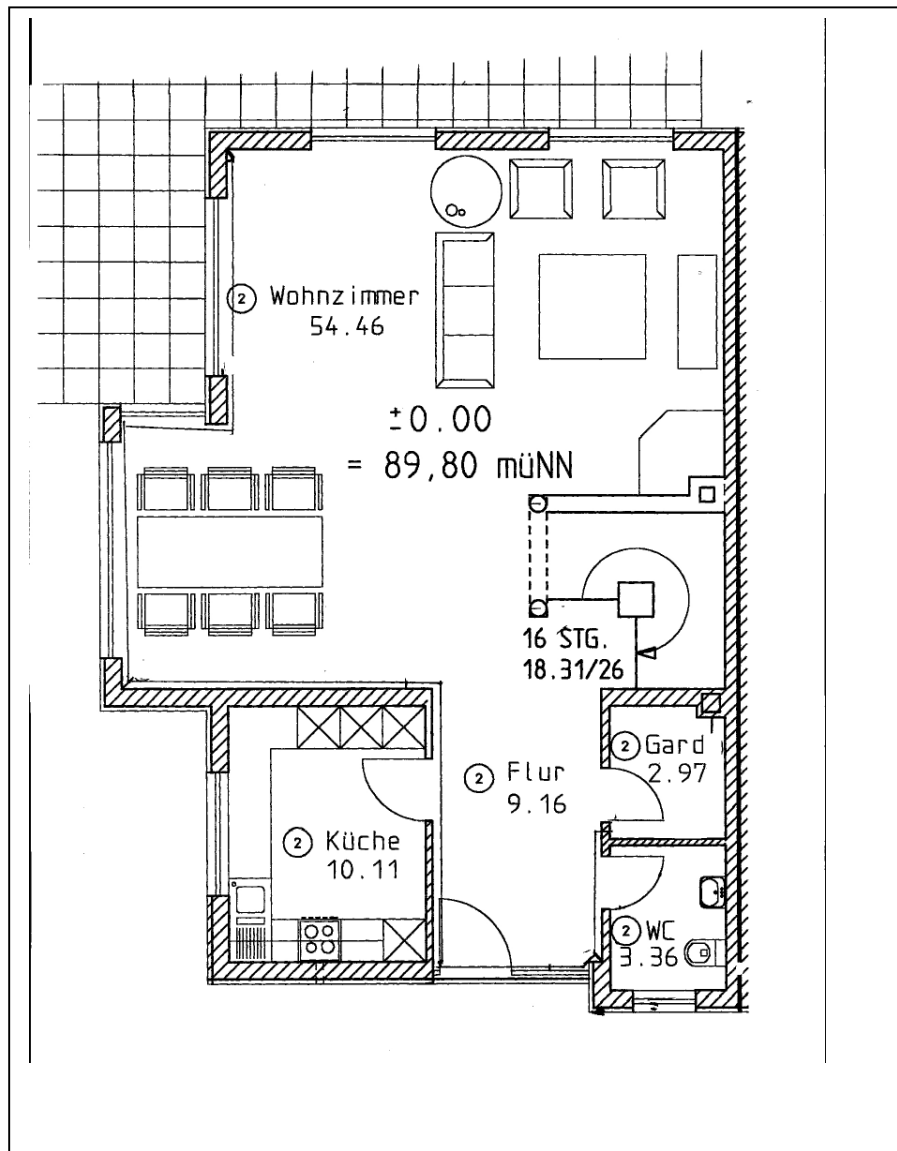 ② Wohnzimmer
54.46
±0.00
= 89,80 müNN
16 STG.
18.31/26
② Gard
2.97
② Flur
9.16
② Küche
10.11
② WC
3.36